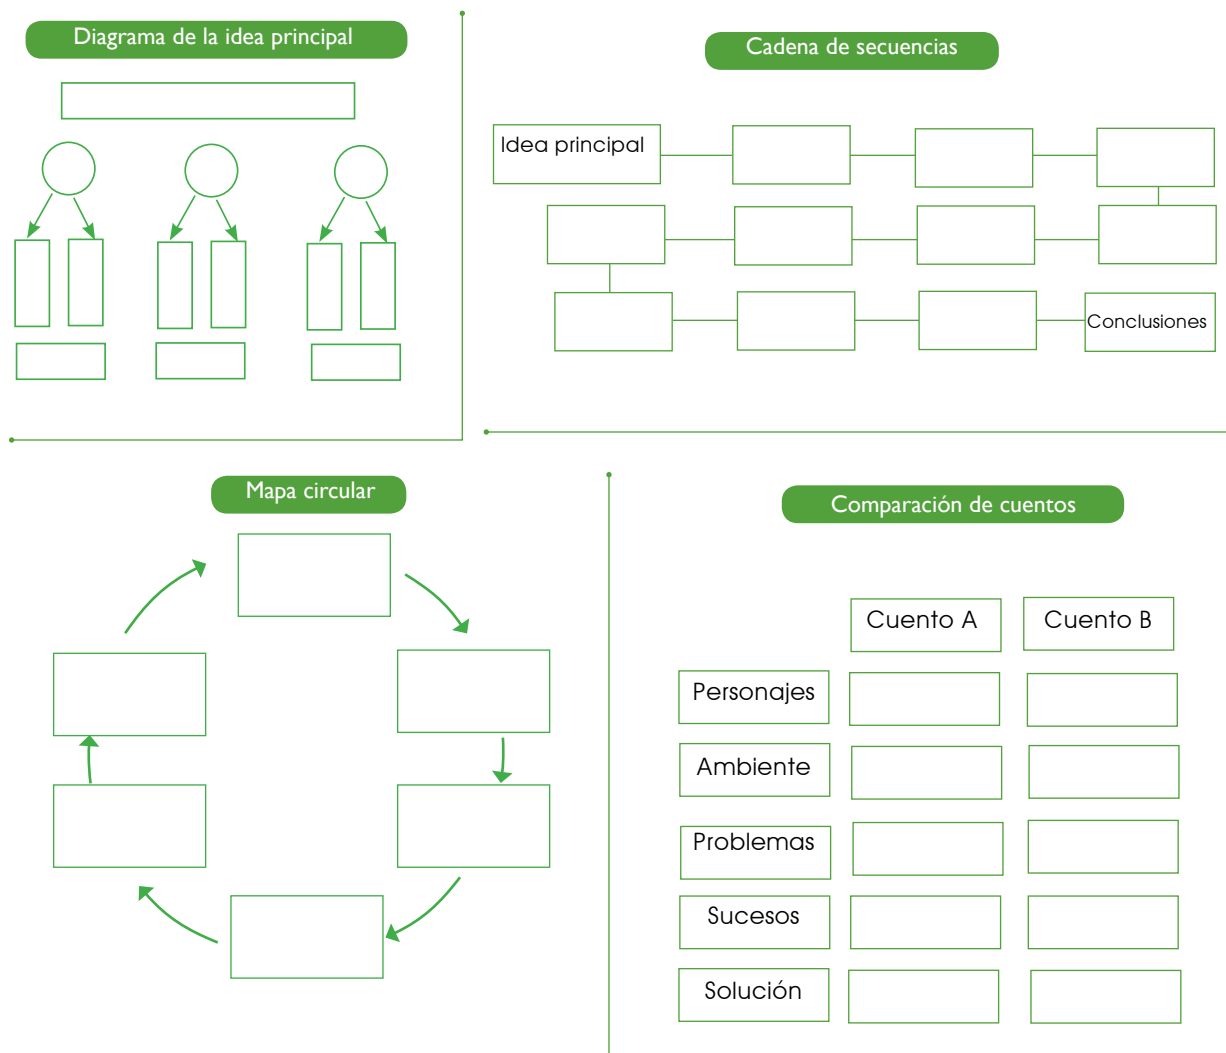 Diagrama de la idea principal
Cadena de secuencias
Idea principal
Conclusiones
Mapa circular
Comparación de cuentos
Cuento A
Cuento B
Personajes
Ambiente
Problemas
Sucesos
Solución